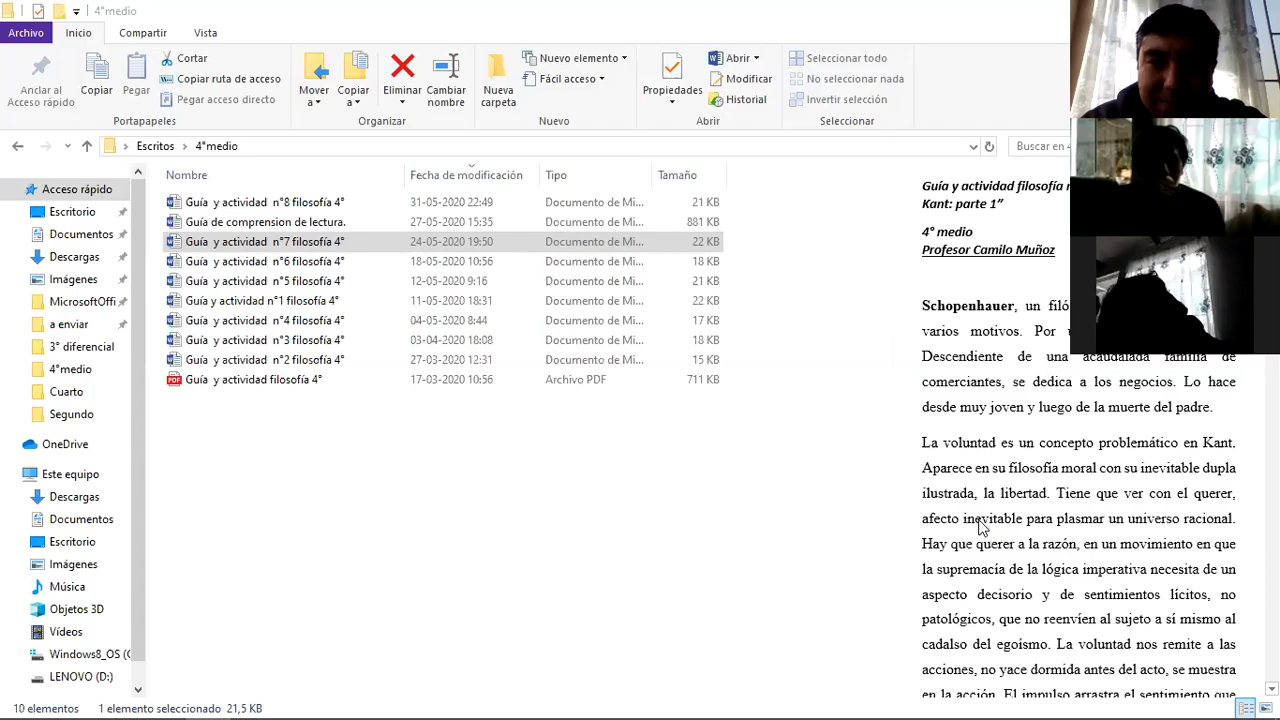 4°medio
Archivo
Inicio
Compartir
Vista
Anclar al
Acceso rápido
Copiar
Pegar
Cortar
Copiar ruta de acceso
Pegar acceso directo
Portapapeles
Mover
a
Copiar
a
Eliminar
Cambiar
nombre
Organizar
Nueva
carpeta
Nuevo elemento
Fácil acceso
Nuevo
Propiedades
Abrir
Modificar
Historial
Abrir
Seleccionar todo
No seleccionar nada
Invertir selección
Seleccionar
Escritos > 4°medio
Buscar en 4
Nombre Fecha de modificación Tipo Tamaño
Guía y actividad n°8 filosofía 4° 31-05-2020 22:49 Documento de Mi... 21 KB
Guía de comprension de lectura. 27-05-2020 15:35 Documento de Mi... 881 KB
Guía y actividad n°7 filosofía 4° 24-05-2020 19:50 Documento de Mi... 22 KB
Guía y actividad n°6 filosofía 4° 18-05-2020 10:56 Documento de Mi... 18 KB
Guía y actividad n°5 filosofía 4° 12-05-2020 9:16 Documento de Mi... 21 KB
Guía y actividad n°1 filosofía 4° 11-05-2020 18:31 Documento de Mi... 22 KB
Guía y actividad n°4 filosofía 4° 04-05-2020 8:44 Documento de Mi... 17 KB
Guía y actividad n°3 filosofía 4° 03-04-2020 18:08 Documento de Mi... 18 KB
Guía y actividad n°2 filosofía 4° 27-03-2020 12:31 Documento de Mi... 15 KB
Guía y actividad filosofía 4° 17-03-2020 10:56 Archivo PDF 711 KB
Acceso rápido
Escritorio
Documentos
Descargas
Imágenes
MicrosoftOffi
a enviar
3° diferencial
4°medio
Cuarto
Segundo
OneDrive
Este equipo
Descargas
Documentos
Escritorio
Imágenes
Música
Objetos 3D
Vídeos
Windows8_OS (C
LENOVO (D:)
Guía y actividad filosofía
Kant: parte 1”
4° medio
Profesor Camilo Muñoz
Schopenhauer, un filó
varios motivos. Por
Descendiente de una acaudalada familia de
comerciantes, se dedica a los negocios. Lo hace
desde muy joven y luego de la muerte del padre.
La voluntad es un concepto problemático en Kant.
Aparece en su filosofía moral con su inevitable dupla
ilustrada, la libertad. Tiene que ver con el querer,
afecto inevitable para plasmar un universo racional.
Hay que querer a la razón, en un movimiento en que
la supremacía de la lógica imperativa necesita de un
aspecto decisorio y de sentimientos lícitos, no
patológicos, que no reenvíen al sujeto a sí mismo al
cadalso del egoísmo. La voluntad nos remite a las
acciones, no yace dormida antes del acto, se muestra
en la acción. El impulso arrastra el sentimiento que
10 elementos 1 elemento seleccionado 21,5 KB